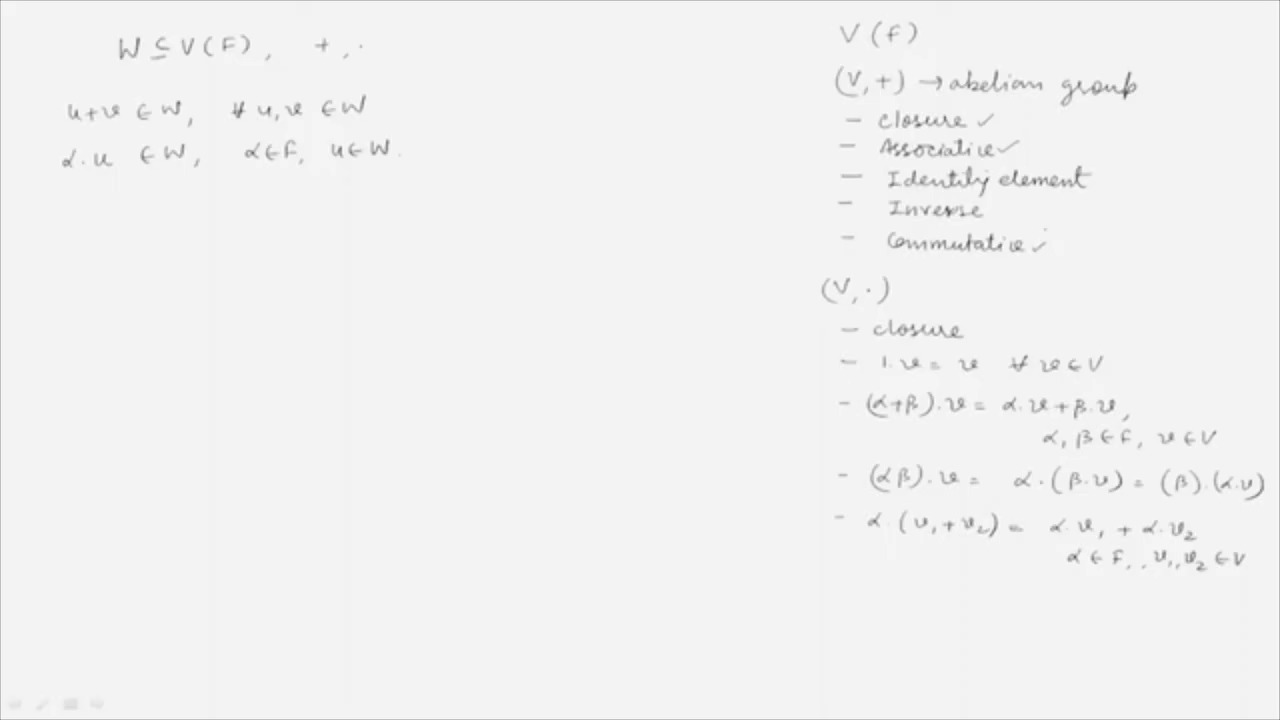 W ⊆ V(F), +, ·
u+v ∈ W, ∀ u,v ∈ W
α·u ∈ W, α∈F, u∈W.
V(F)
(V,+) → abelian group
- closure ✓
- Associative ✓
- Identity element
- Inverse
- Commutative ✓
(V, ·)
- closure
- 1·v = v ∀ v∈V
- (α+β)·v = α·v+β·v,
α, β ∈ F, v ∈ V
- (αβ)·v = α·(β·v) = (β)·(α·v)
- α·(v₁+v₂) = α·v₁ + α·v₂
α ∈ F, v₁,v₂ ∈ V